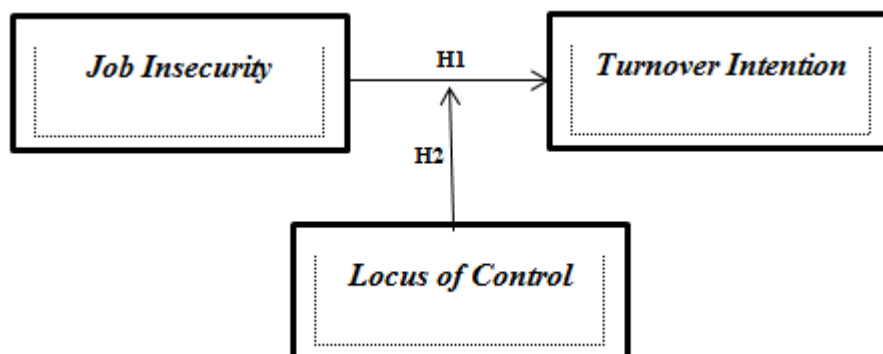 Job Insecurity
H1
Turnover Intention
H2
Locus of Control